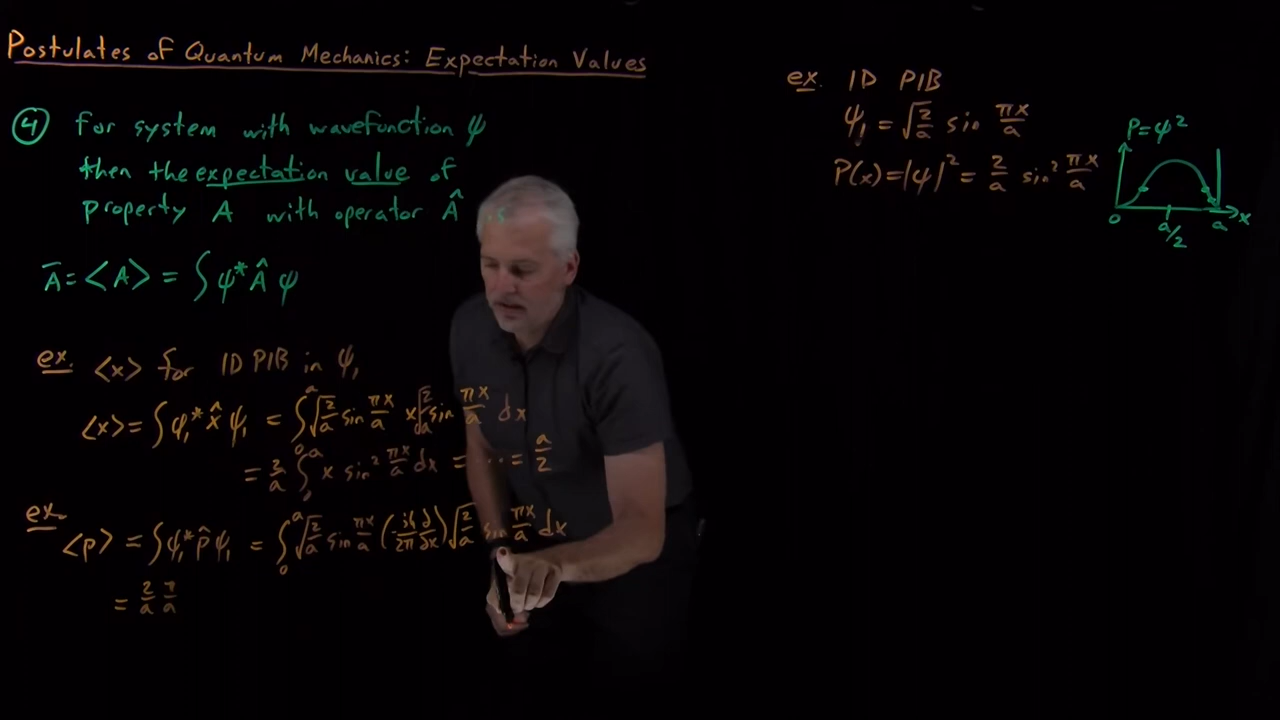 Postulates of Quantum Mechanics: Expectation Values
④ for system with wavefunction ψ
then the expectation value of
property A with operator Â is
Ā = <A> = ∫ ψ* Â ψ
ex. <x> for 1D PIB in ψ₁
<x> = ∫ ψ₁* x̂ ψ₁ = ∫₀ᵃ √(2/a) sin πx/a x √(2/a) sin πx/a dx
= 2/a ∫₀ᵃ x sin² πx/a dx = ... = a/2
ex. <p> = ∫ ψ₁* p̂ ψ₁ = ∫₀ᵃ √(2/a) sin πx/a (-ih/2π ∂/∂x) √(2/a) sin πx/a dx
= 2/a π/a
ex. 1D PIB
ψ₁ = √(2/a) sin πx/a
P(x) = |ψ|² = 2/a sin² πx/a
P=ψ²
0 a/2 a x